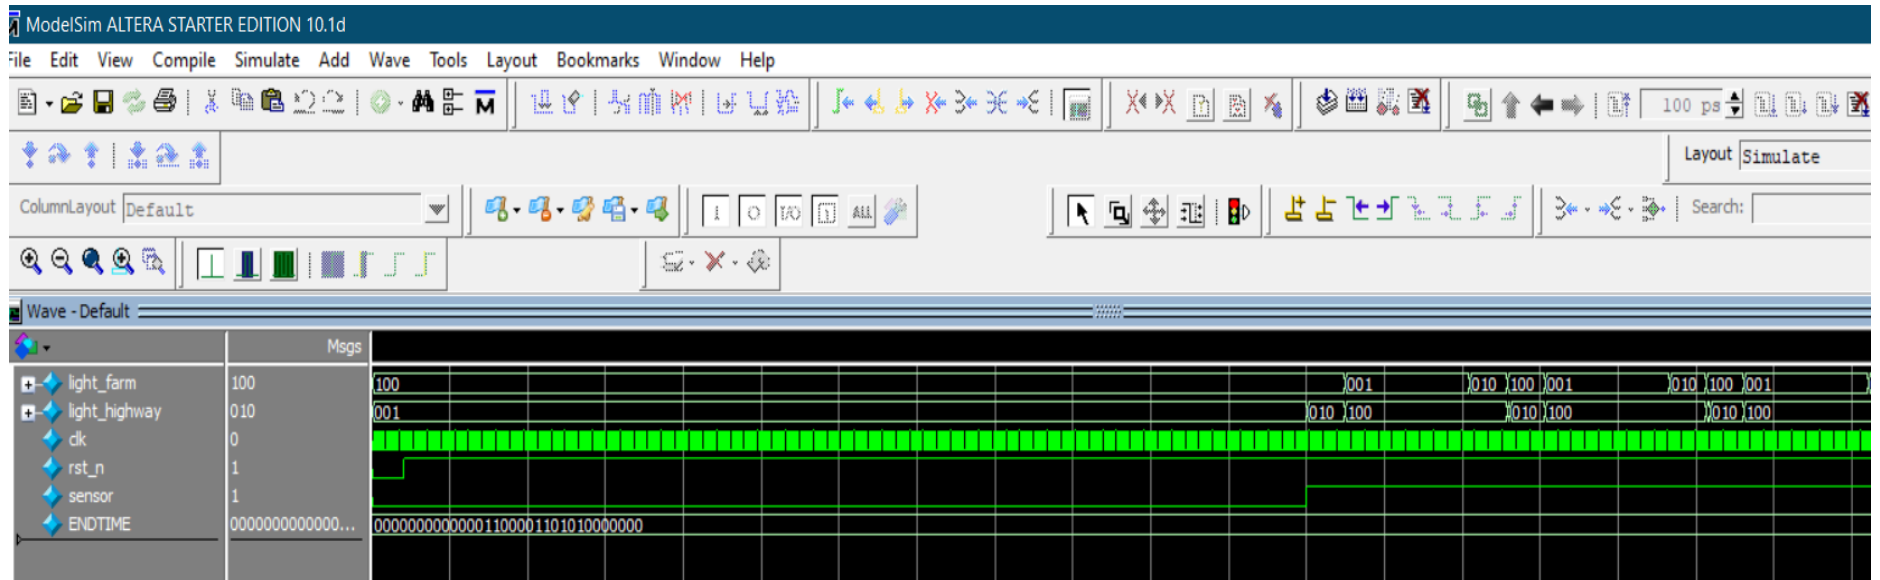 ModelSim ALTERA STARTER EDITION 10.1d
File Edit View Compile Simulate Add Wave Tools Layout Bookmarks Window Help
100 ps
Layout Simulate
ColumnLayout Default
ALL
Search:
Wave - Default
Msgs
light_farm 100 100 001 010 100 001 010 100 001
light_highway 010 001 010 100 010 100 010 100
clk 0
rst_n 1
sensor 1
ENDTIME 0000000000000... 00000000000001100001101010000000